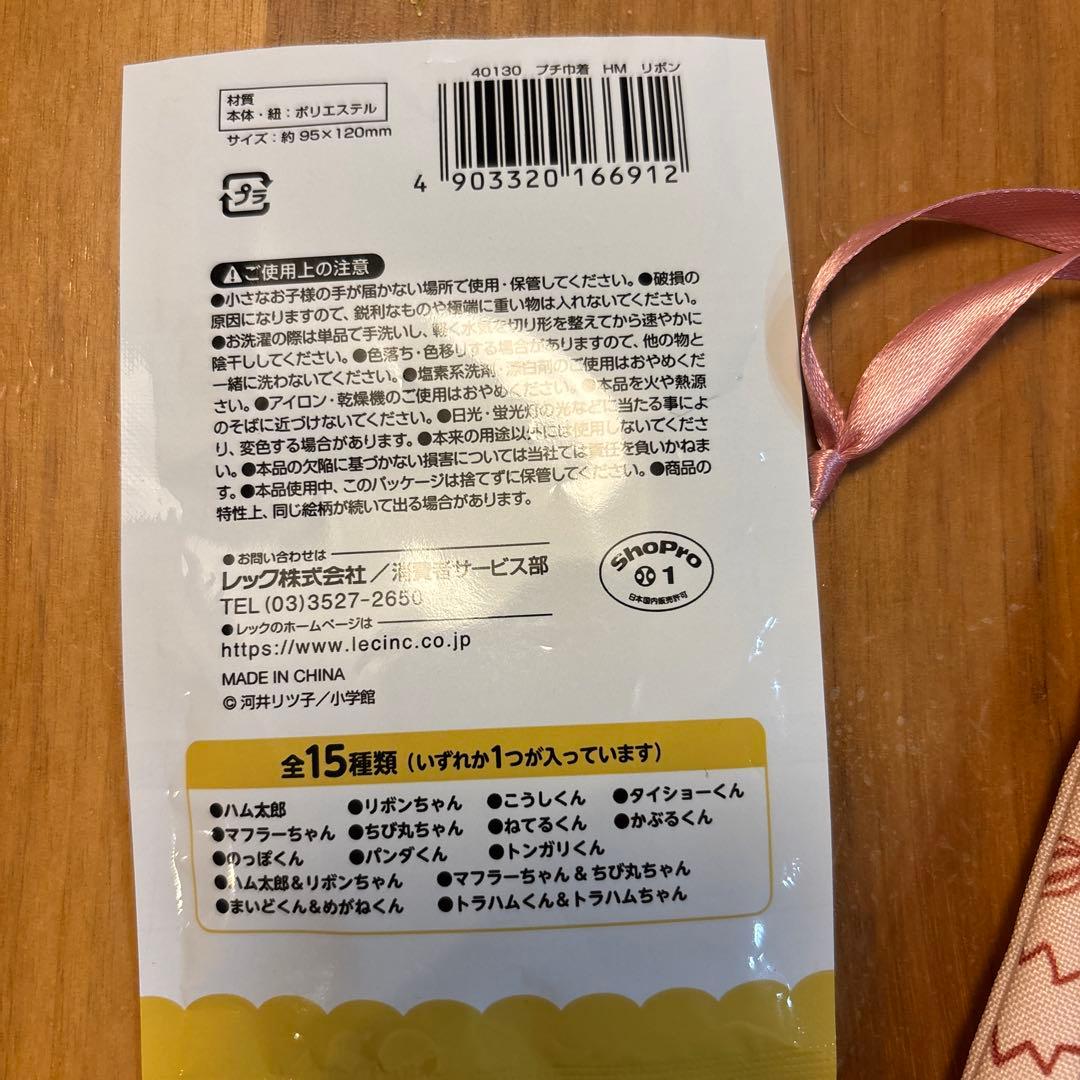 40130 プチ巾着 HM リボン
材質
本体・紐：ポリエステル
サイズ：約 95×120mm
4 903320 166912
プラ
ご使用上の注意
●小さなお子様の手が届かない場所で使用・保管してください。●破損の
原因になりますので、鋭利なものや極端に重い物は入れないでください。
●お洗濯の際は単品で手洗いし、軽く水気を切り形を整えてから速やかに
陰干ししてください。●色落ち・色移りする場合がありますので、他の物と
一緒に洗わないでください。●塩素系洗剤・漂白剤のご使用はおやめくだ
さい。●アイロン・乾燥機のご使用はおやめください。●本品を火や熱源
のそばに近づけないでください。●日光・蛍光灯の光などに当たる事によ
り、変色する場合があります。●本来の用途以外には使用しないでくださ
い。●本品の欠陥に基づかない損害については当社では責任を負いかねま
す。●本品使用中、このパッケージは捨てずに保管してください。●商品の
特性上、同じ絵柄が続いて出る場合があります。
●お問い合わせは
レック株式会社／消費者サービス部
TEL (03)3527-2650
●レックのホームページは
https://www.lecinc.co.jp
MADE IN CHINA
© 河井リツ子／小学館
ShoPro
1
日本国内販売許可
全15種類（いずれか1つが入っています）
●ハム太郎 ●リボンちゃん ●こうしくん ●タイショーくん
●マフラーちゃん ●ちび丸ちゃん ●ねてるくん ●かぶるくん
●のっぽくん ●パンダくん ●トンガリくん
●ハム太郎＆リボンちゃん ●マフラーちゃん＆ちび丸ちゃん
●まいどくん＆めがねくん ●トラハムくん＆トラハムちゃん